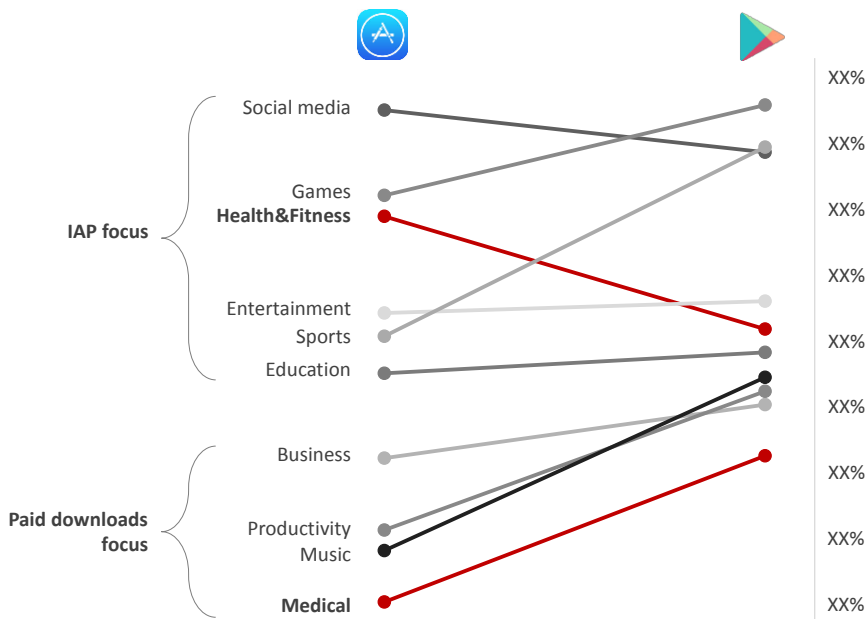 XX%
Social media
XX%
Games
XX%
Health&Fitness
IAP focus
XX%
Entertainment
Sports
XX%
Education
XX%
Business
XX%
Paid downloads
focus
Productivity
XX%
Music
Medical
XX%